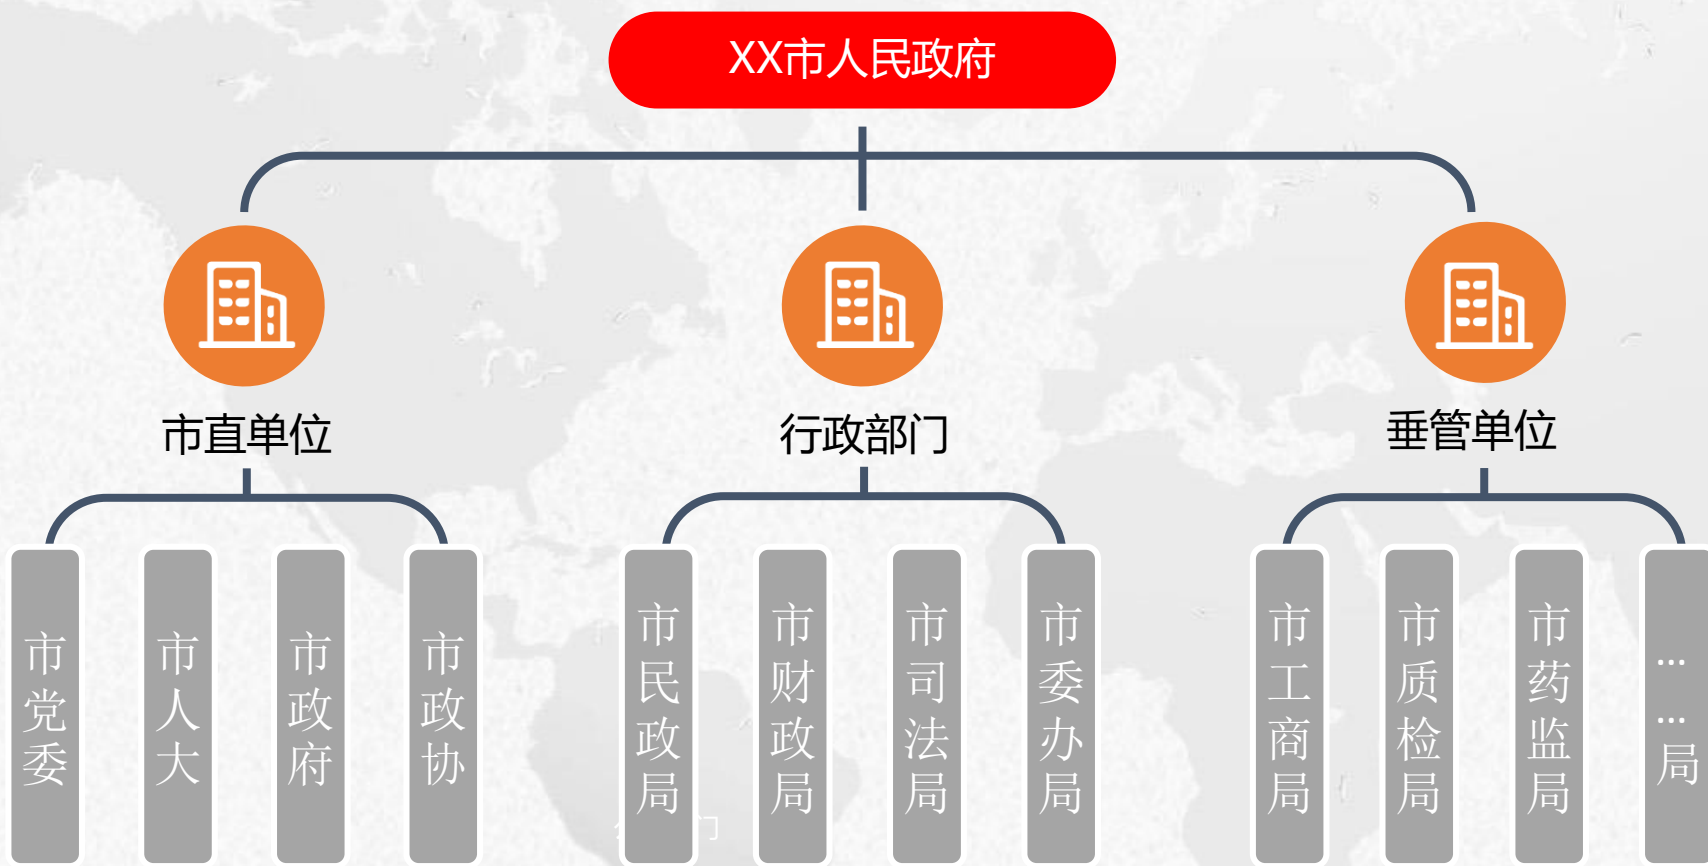 XX市人民政府
市直单位
行政部门
垂管单位
市党委
市人大
市政府
市政协
市民政局
市财政局
市司法局
市委办局
市工商局
市质检局
市药监局
……局
门